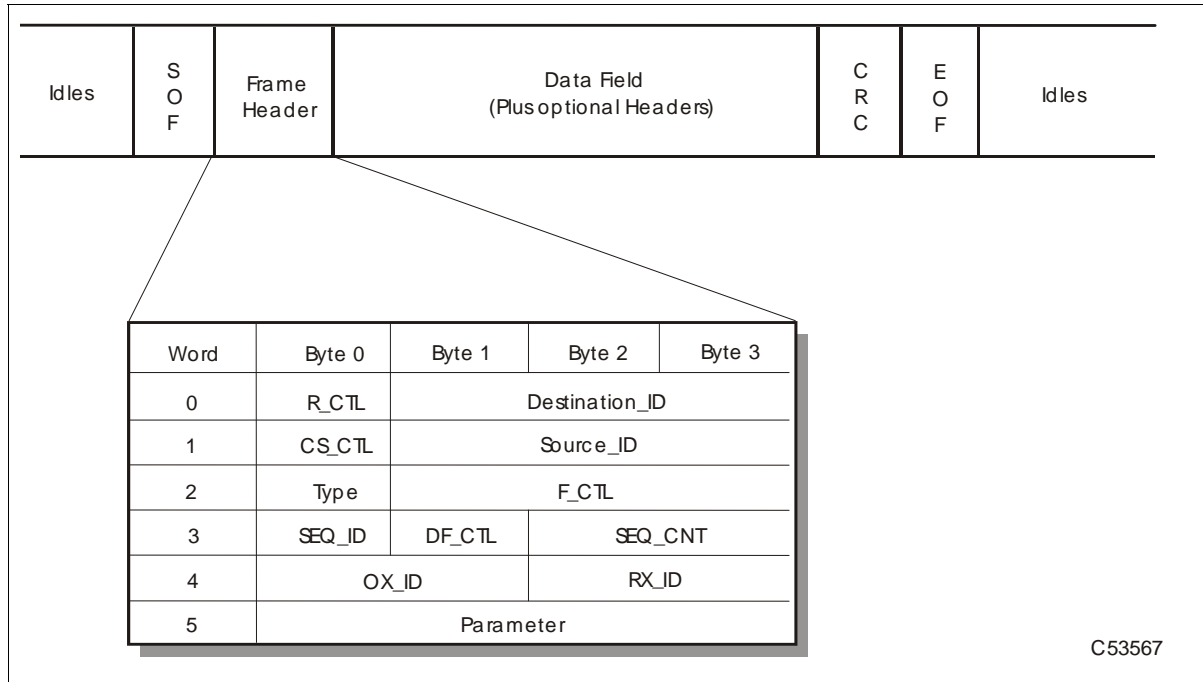 Idles
S
O
F
Frame
Header
Data Field
(Plus optional Headers)
C
R
C
E
O
F
Idles
Word Byte 0 Byte 1 Byte 2 Byte 3
0 R_CTL Destination_ID
1 CS_CTL Source_ID
2 Type F_CTL
3 SEQ_ID DF_CTL SEQ_CNT
4 OX_ID RX_ID
5 Parameter
C53567